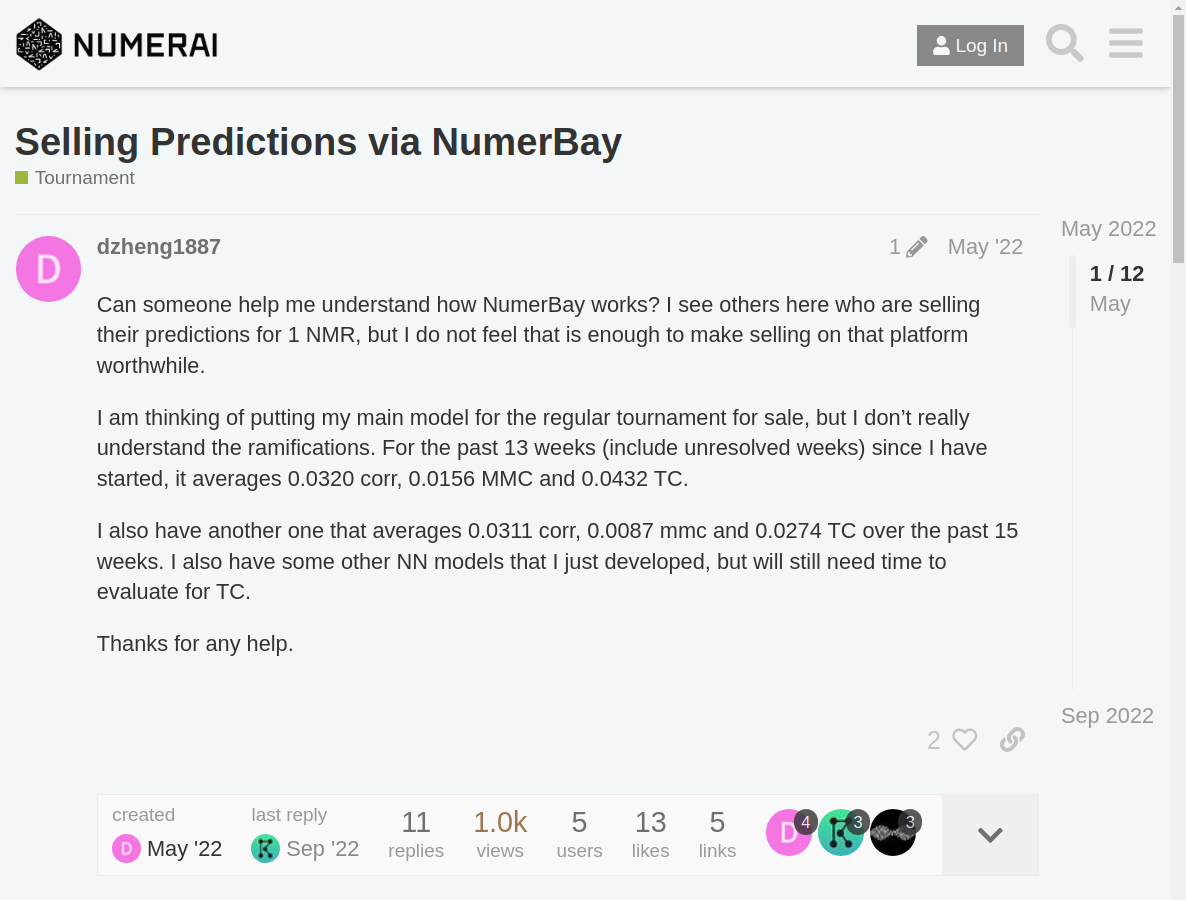 NUMERAI
Log In
Selling Predictions via NumerBay
Tournament
dzheng1887
1
May '22
Can someone help me understand how NumerBay works? I see others here who are selling
their predictions for 1 NMR, but I do not feel that is enough to make selling on that platform
worthwhile.
I am thinking of putting my main model for the regular tournament for sale, but I don’t really
understand the ramifications. For the past 13 weeks (include unresolved weeks) since I have
started, it averages 0.0320 corr, 0.0156 MMC and 0.0432 TC.
I also have another one that averages 0.0311 corr, 0.0087 mmc and 0.0274 TC over the past 15
weeks. I also have some other NN models that I just developed, but will still need time to
evaluate for TC.
Thanks for any help.
2
May 2022
1 / 12
May
Sep 2022
created
D May '22
last reply
Sep '22
11
replies
1.0k
views
5
users
13
likes
5
links
D 4
3
3
D